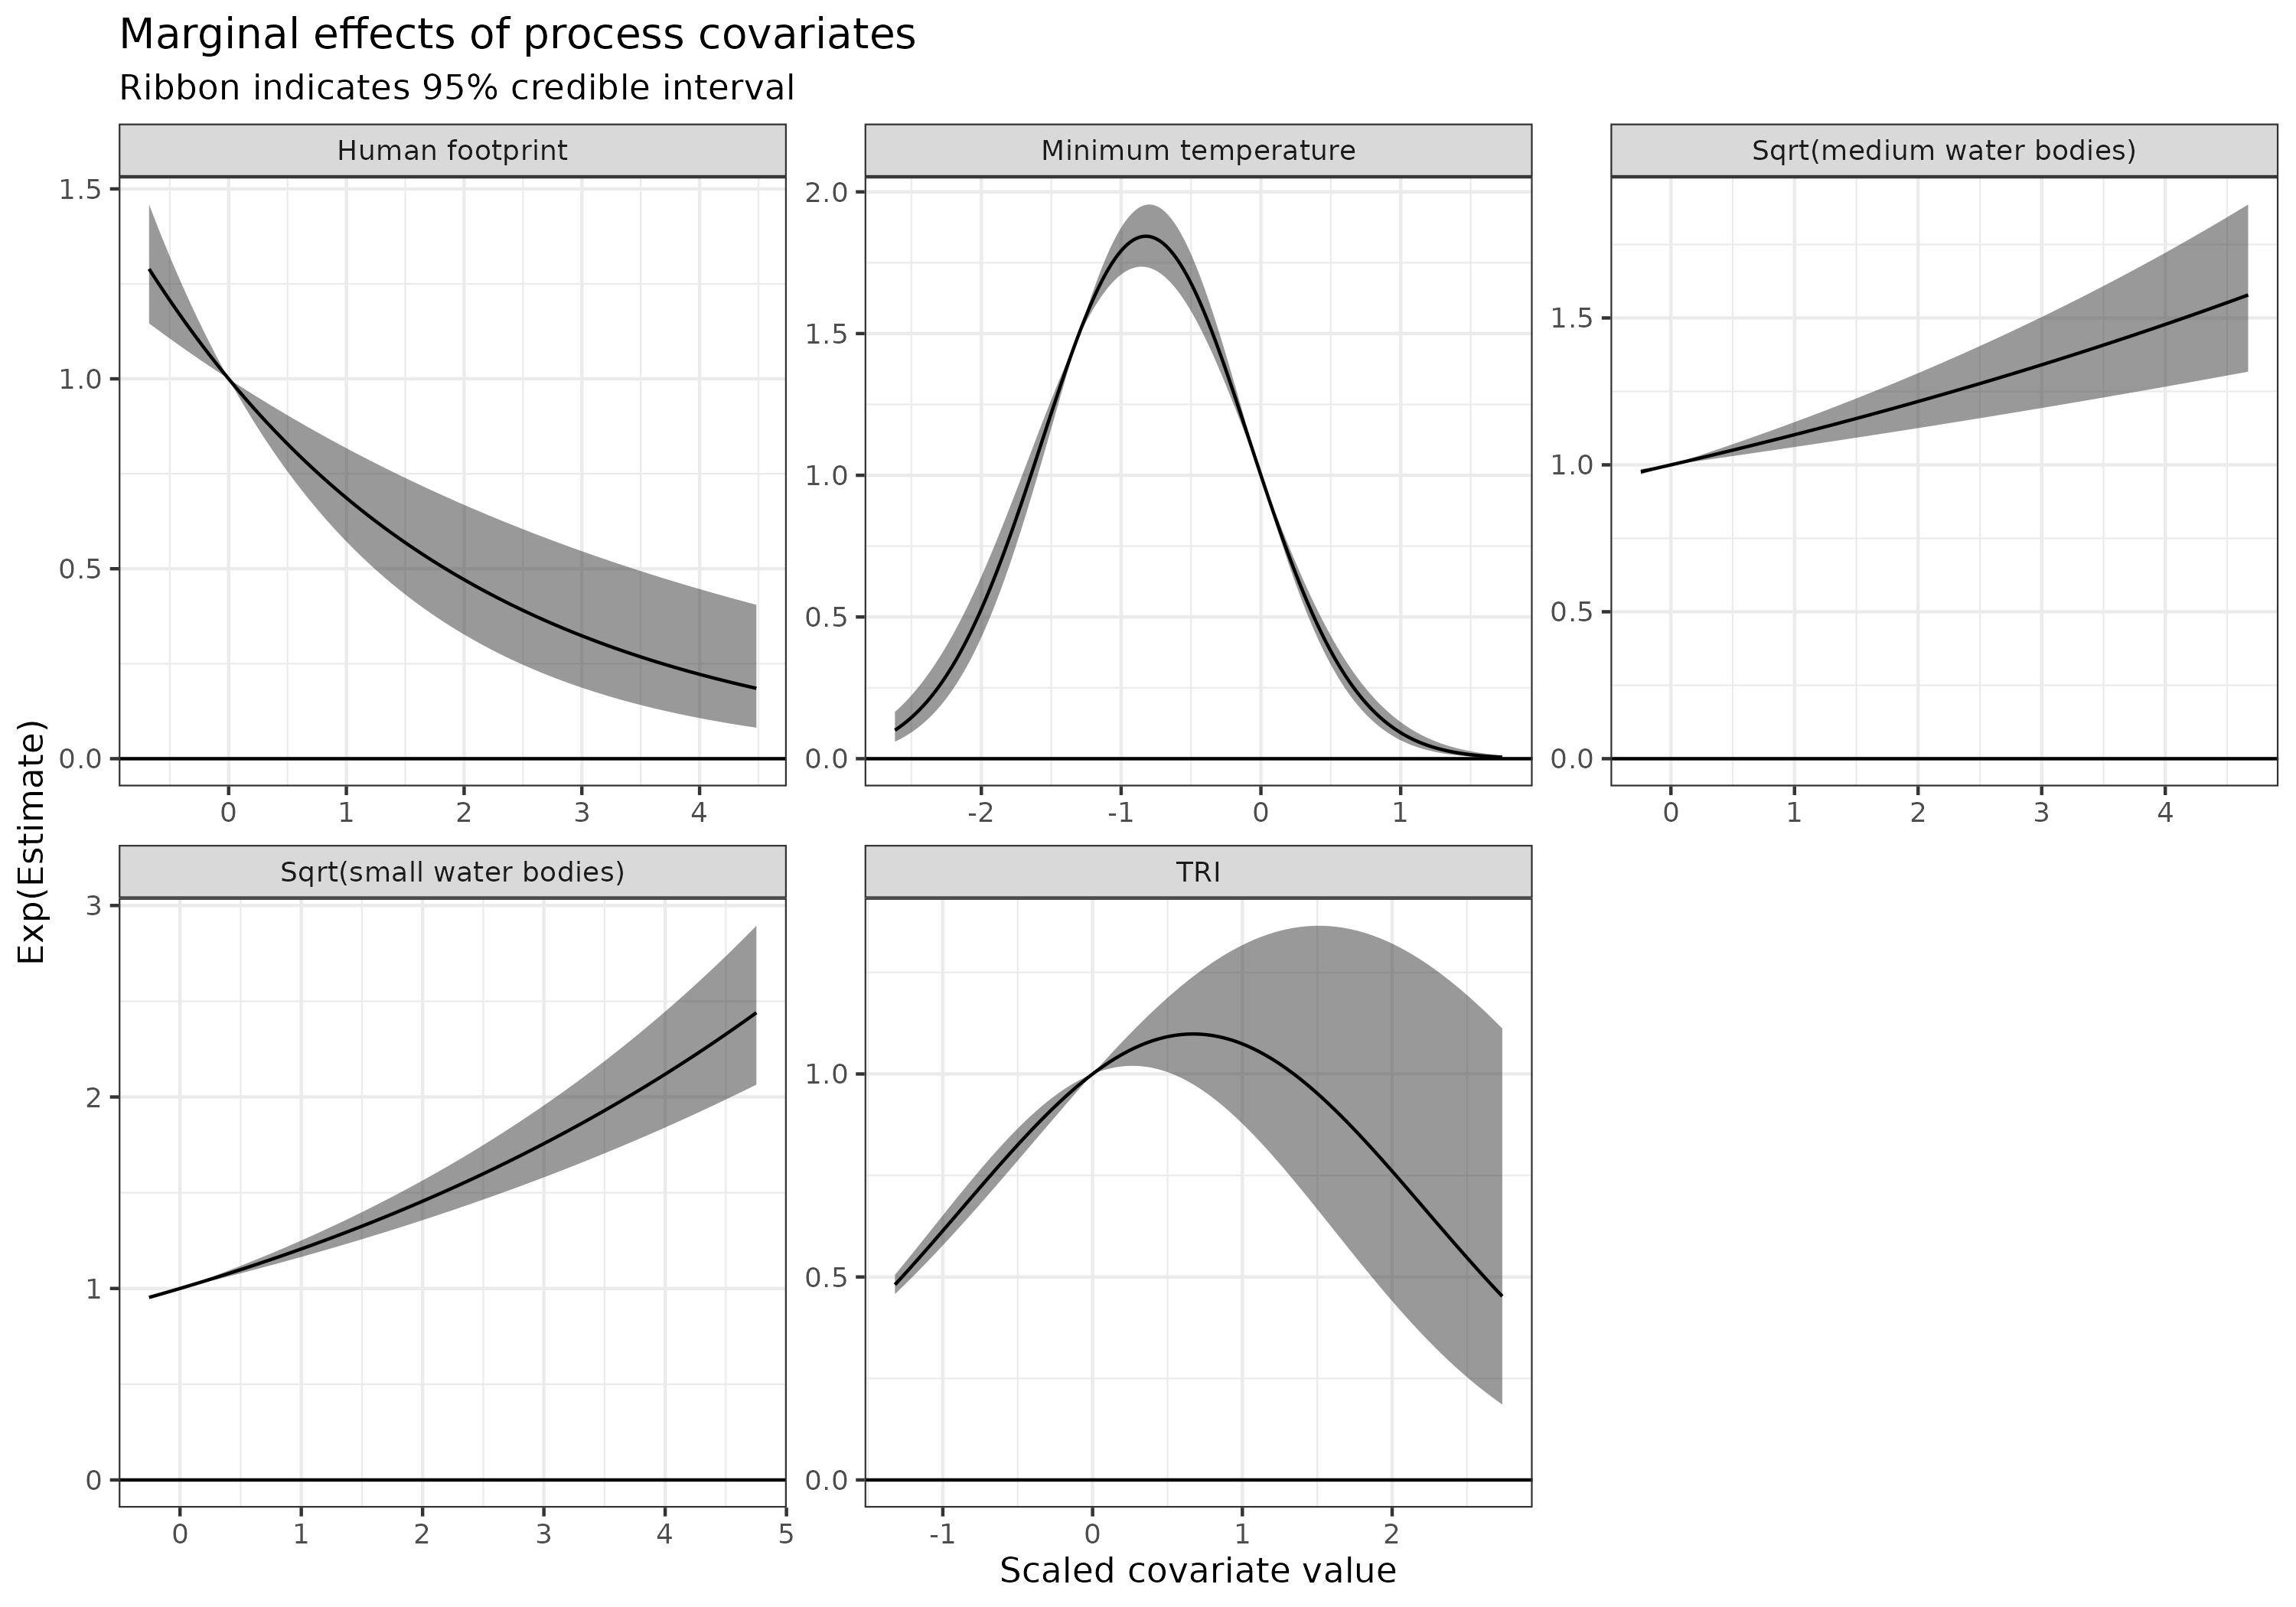 Marginal effects of process covariates
Ribbon indicates 95% credible interval
Human footprint
Minimum temperature
Sqrt(medium water bodies)
1.5
1.0
0.5
0.0
0 1 2 3 4
2.0
1.5
1.0
0.5
0.0
-2 -1 0 1
1.5
1.0
0.5
0.0
0 1 2 3 4
Exp(Estimate)
Sqrt(small water bodies)
TRI
3
2
1
0
0 1 2 3 4 5
1.0
0.5
0.0
-1 0 1 2
Scaled covariate value